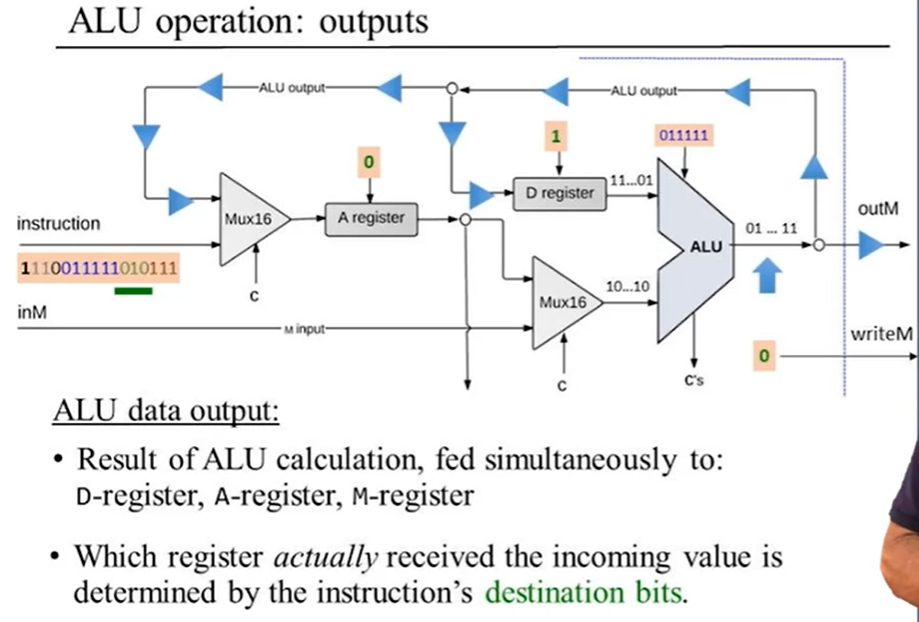 ALU operation: outputs
ALU output
ALU output
0
1
011111
Mux16
A register
D register
11...01
instruction
1110011111010111
c
ALU
01 ... 11
outM
10...10
Mux16
inM
M input
c
c's
0
writeM
ALU data output:
• Result of ALU calculation, fed simultaneously to:
D-register, A-register, M-register
• Which register actually received the incoming value is
determined by the instruction's destination bits.